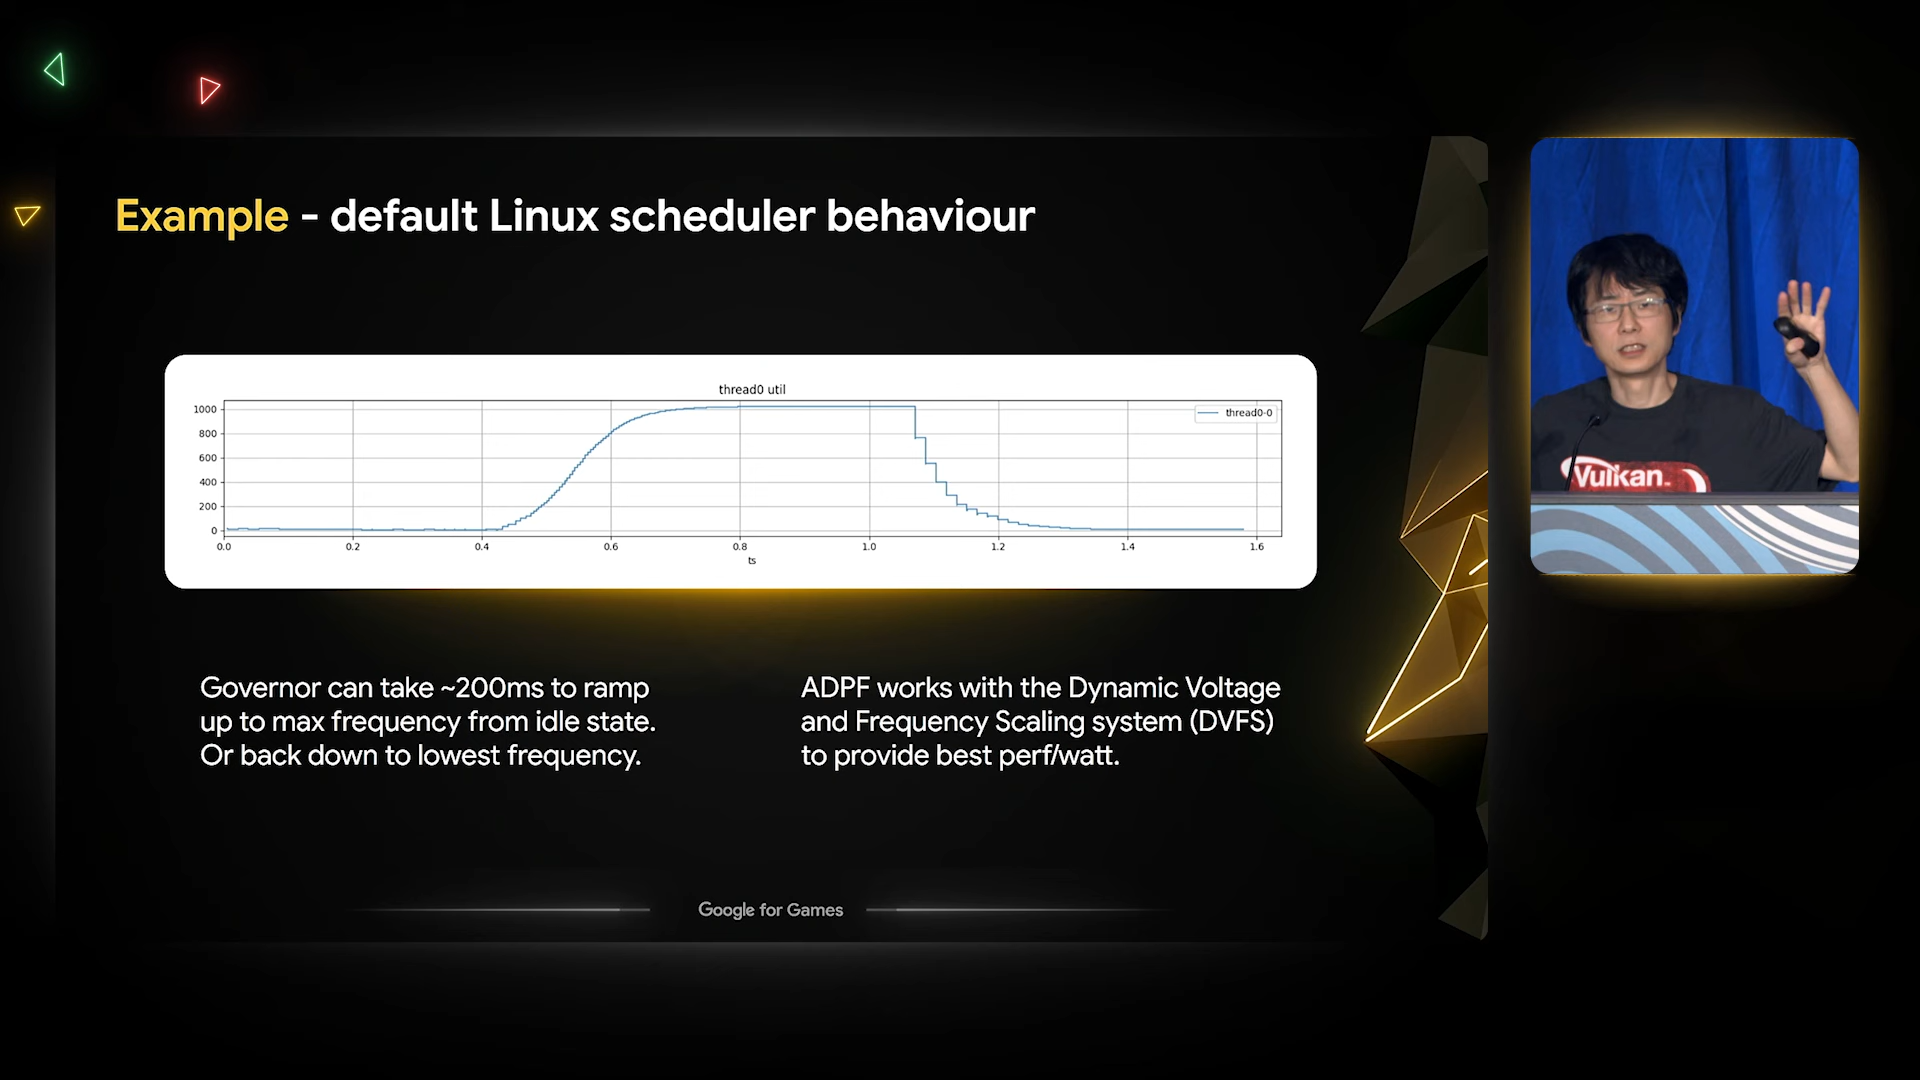 Example - default Linux scheduler behaviour
thread0 util
thread0-0
1000
800
600
400
200
0
0.0 0.2 0.4 0.6 0.8 1.0 1.2 1.4 1.6
ts
Governor can take ~200ms to ramp
up to max frequency from idle state.
Or back down to lowest frequency.
ADPF works with the Dynamic Voltage
and Frequency Scaling system (DVFS)
to provide best perf/watt.
Google for Games
Vulkan.